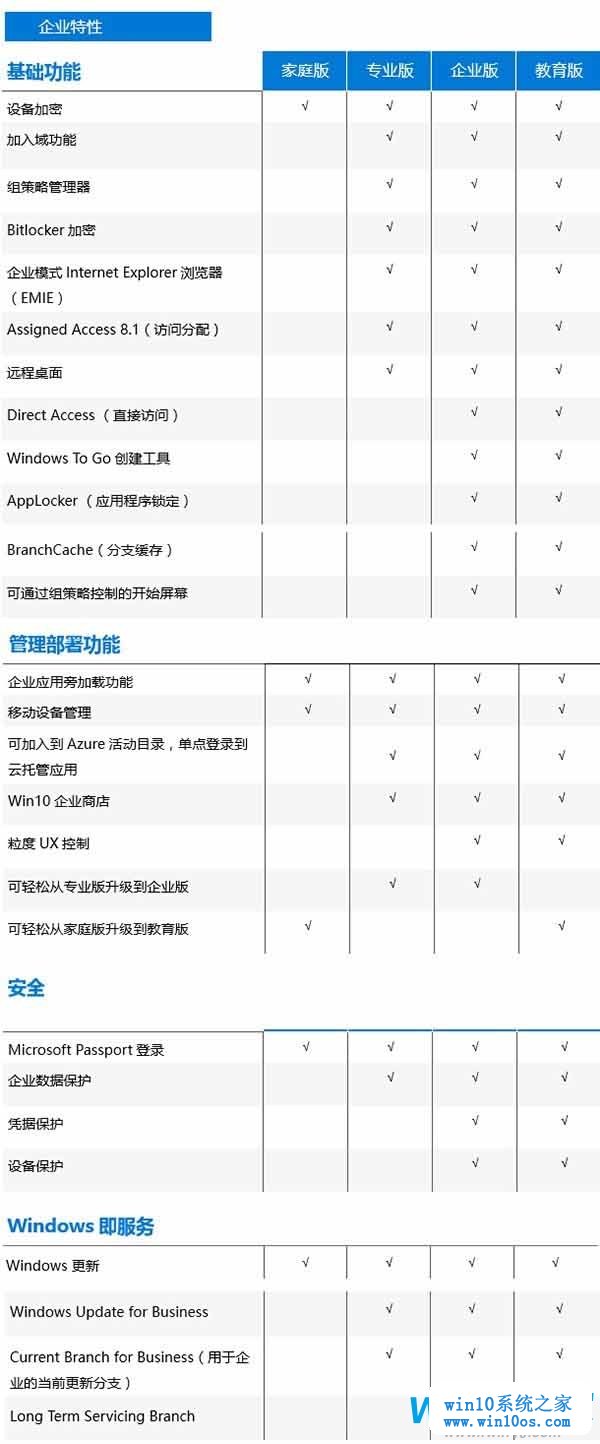 企业特性
基础功能 家庭版 专业版 企业版 教育版
设备加密 √ √ √ √
加入域功能 √ √ √
组策略管理器 √ √ √
Bitlocker 加密 √ √ √
企业模式 Internet Explorer 浏览器
（EMIE） √ √ √
Assigned Access 8.1（访问分配） √ √ √
远程桌面 √ √ √
Direct Access （直接访问） √ √
Windows To Go 创建工具 √ √
AppLocker （应用程序锁定） √ √
BranchCache（分支缓存） √ √
可通过组策略控制的开始屏幕 √ √
管理部署功能
企业应用旁加载功能 √ √ √ √
移动设备管理 √ √ √ √
可加入到 Azure 活动目录，单点登录到
云托管应用 √ √ √
Win10 企业商店 √ √ √
粒度 UX 控制 √ √
可轻松从专业版升级到企业版 √ √
可轻松从家庭版升级到教育版 √ √
安全
Microsoft Passport 登录 √ √ √ √
企业数据保护 √ √ √
凭据保护 √ √
设备保护 √ √
Windows 即服务
Windows 更新 √ √ √ √
Windows Update for Business √ √ √
Current Branch for Business（用于企
业的当前更新分支） √ √ √
Long Term Servicing Branch
win10系统之家
www.win10os.com